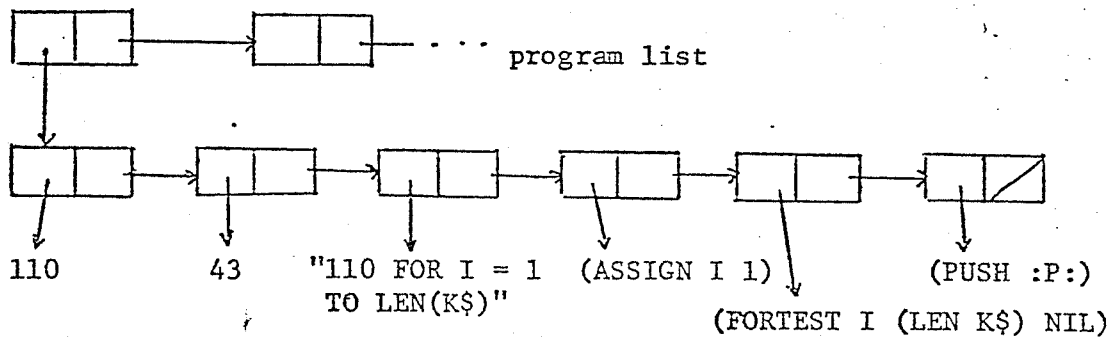 program list
110
43
"110 FOR I = 1
TO LEN(K$)"
(ASSIGN I 1)
(FORTEST I (LEN K$) NIL)
(PUSH :P:)